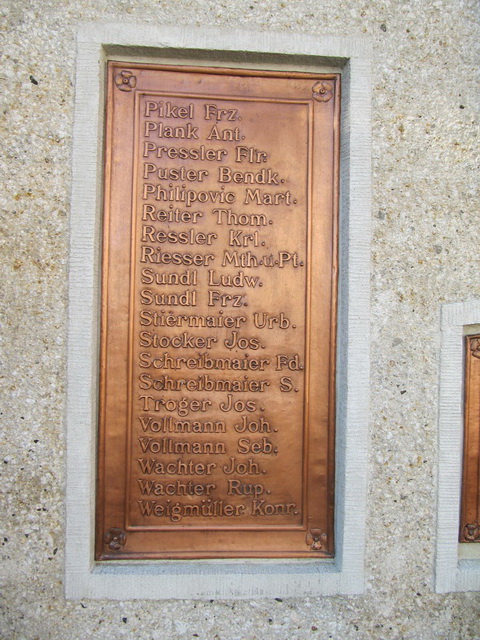 Pikel Frz.
Plank Ant.
Pressler Flr.
Puster Bendk.
Philipovic Mart.
Reiter Thom.
Ressler Krl.
Riesser Mth.u.Pt.
Sundl Ludw.
Sundl Frz.
Stiermaier Urb.
Stocker Jos.
Schreibmaier Fd.
Schreibmaier S.
Troger Jos.
Vollmann Joh.
Vollmann Seb.
Wachter Joh.
Wachter Rup.
Weigmüller Konr.